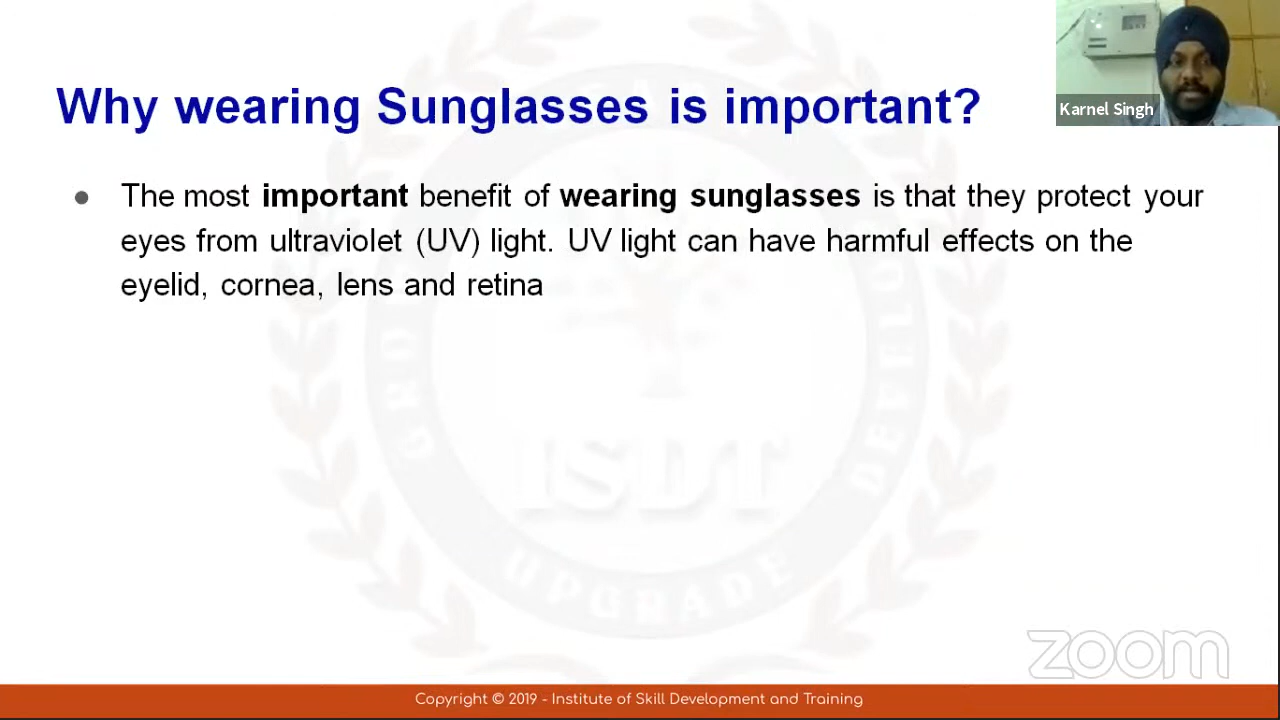 Why wearing Sunglasses is important?
Karnel Singh
● The most important benefit of wearing sunglasses is that they protect your
eyes from ultraviolet (UV) light. UV light can have harmful effects on the
eyelid, cornea, lens and retina
ISDT
UPGRADE
zoom
Copyright © 2019 - Institute of Skill Development and Training